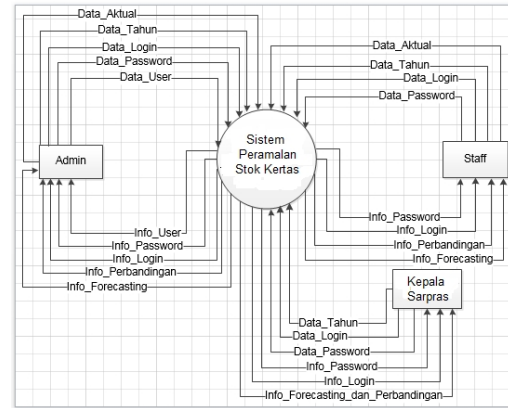 Data_Aktual
Data_Tahun
Data_Login
Data_Password
Data_User
Admin
Info_User
Info_Password
Info_Login
Info_Perbandingan
Info_Forecasting
Sistem
Peramalan
Stok Kertas
Data_Aktual
Data_Tahun
Data_Login
Data_Password
Staff
Info_Password
Info_Login
Info_Perbandingan
Info_Forecasting
Kepala
Sarpras
Data_Tahun
Data_Login
Data_Password
Info_Password
Info_Login
Info_Forecasting_dan_Perbandingan